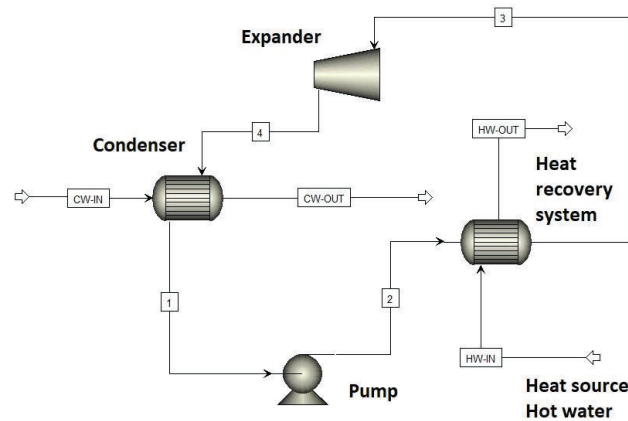 3
Expander
4
HW-OUT
Condenser
Heat
recovery
system
CW-IN
CW-OUT
1
2
HW-IN
Pump
Heat source
Hot water